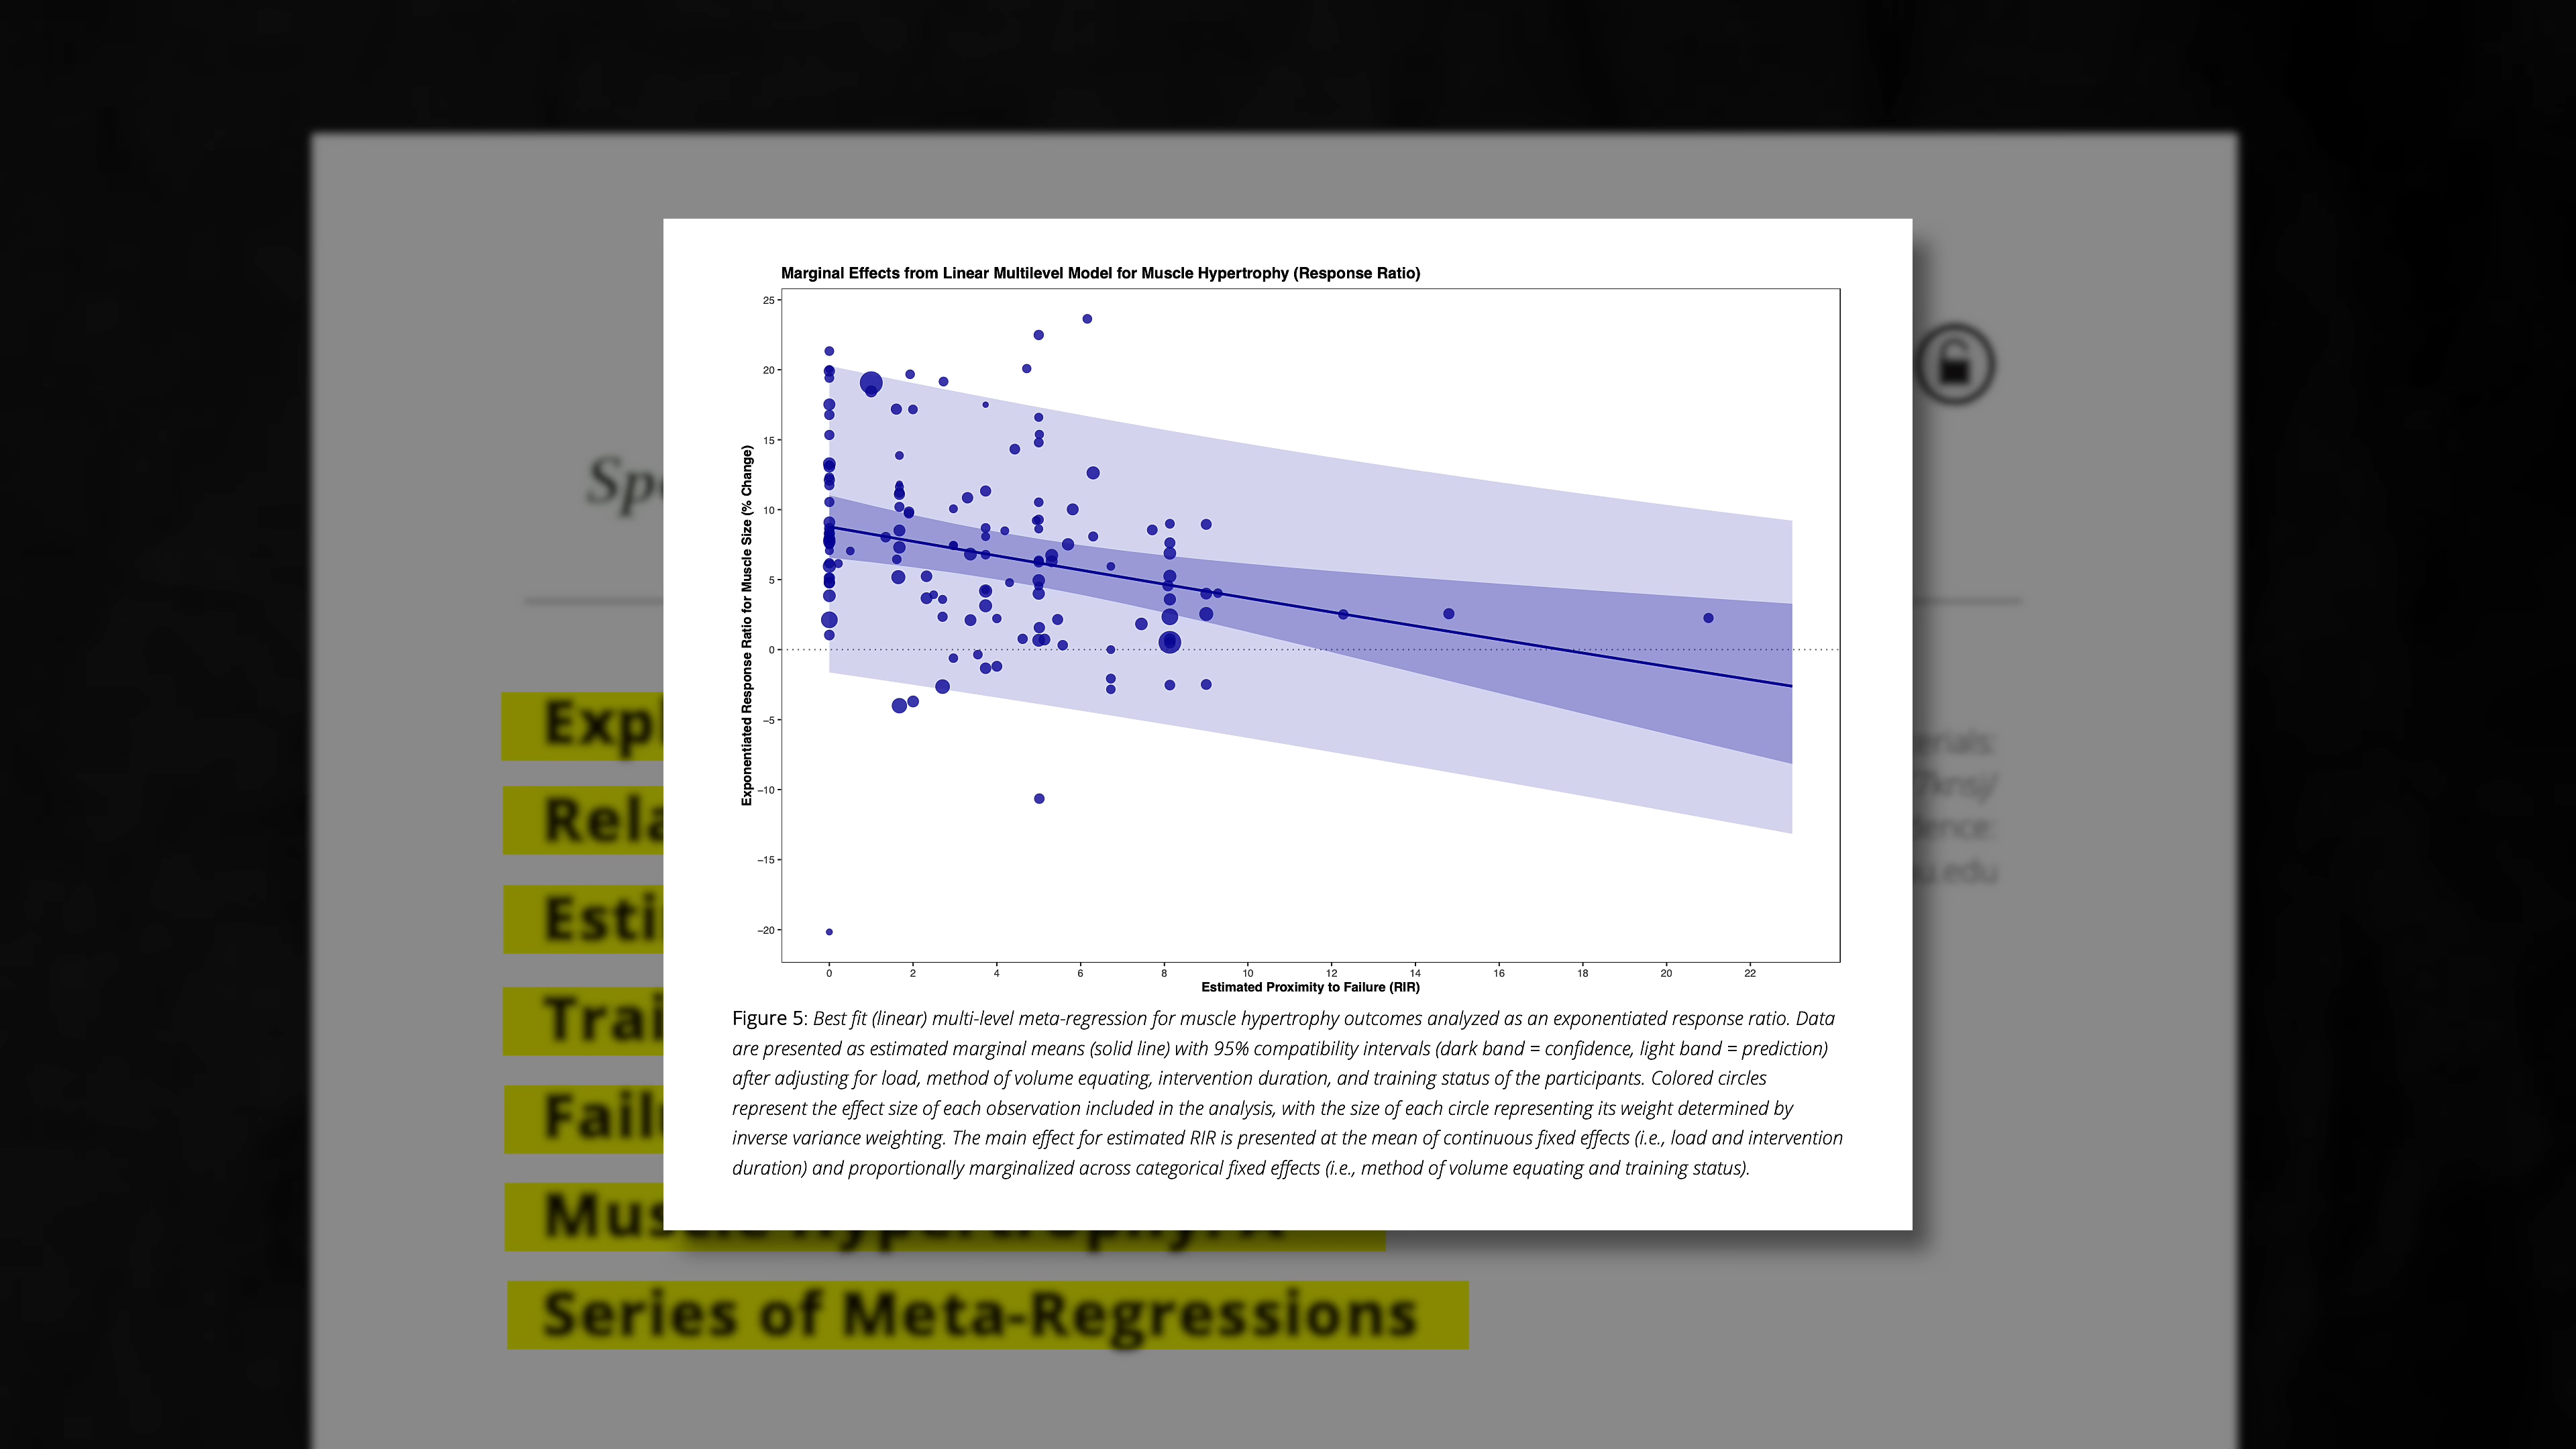 Marginal Effects from Linear Multilevel Model for Muscle Hypertrophy (Response Ratio)
25
20
15
10
5
0
−5
−10
−15
−20
Exponentiated Response Ratio for Muscle Size (% Change)
0 2 4 6 8 10 12 14 16 18 20 22
Estimated Proximity to Failure (RIR)
Figure 5: Best fit (linear) multi-level meta-regression for muscle hypertrophy outcomes analyzed as an exponentiated response ratio. Data
are presented as estimated marginal means (solid line) with 95% compatibility intervals (dark band = confidence, light band = prediction)
after adjusting for load, method of volume equating, intervention duration, and training status of the participants. Colored circles
represent the effect size of each observation included in the analysis, with the size of each circle representing its weight determined by
inverse variance weighting. The main effect for estimated RIR is presented at the mean of continuous fixed effects (i.e., load and intervention
duration) and proportionally marginalized across categorical fixed effects (i.e., method of volume equating and training status).
Series of Meta-Regressions